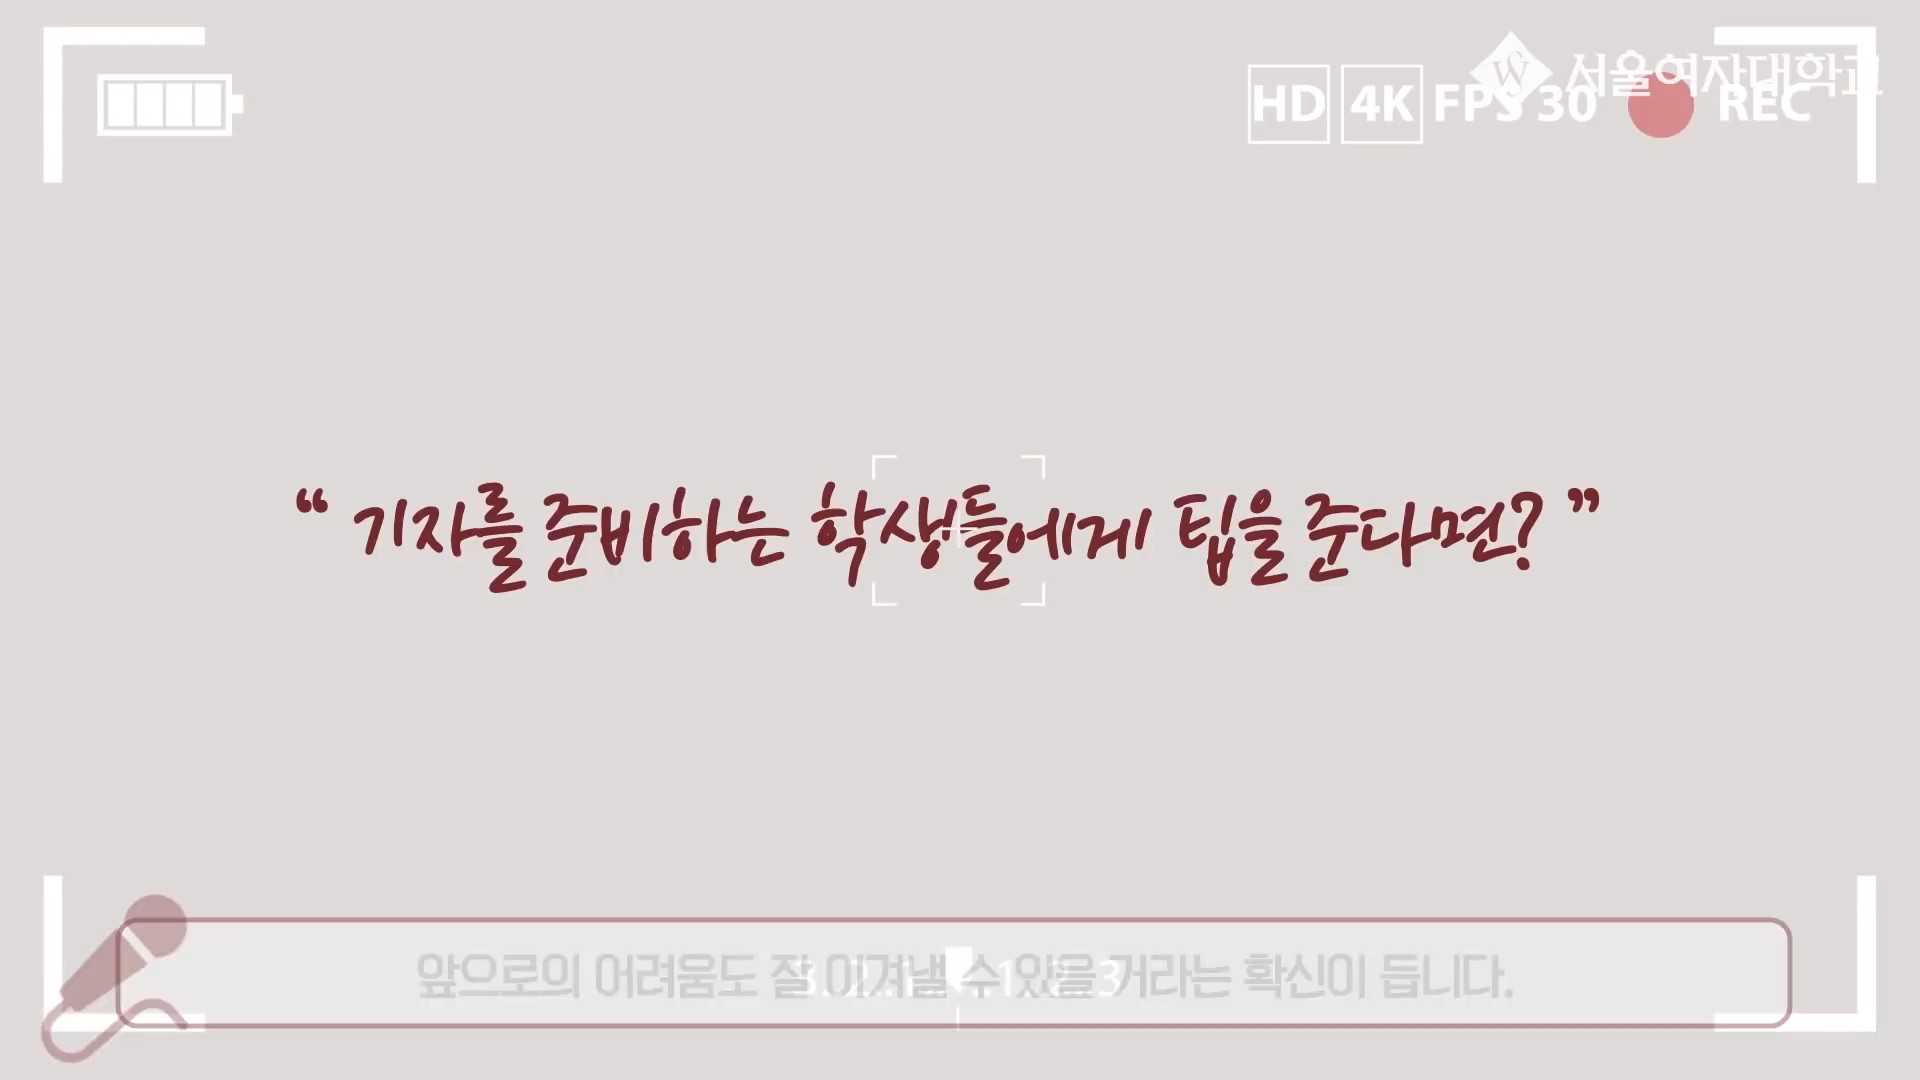 서울여자대학교
HD 4K FPS 30 REC
“ 기자를 준비하는 학생들에게 팁을 준다면? ”
앞으로의 어려움도 잘 이겨낼 수 있을 거라는 확신이 듭니다.